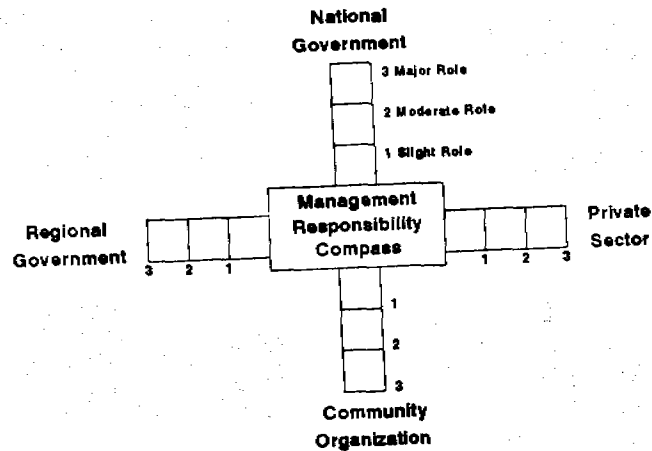 National
Government
3 Major Role
2 Moderate Role
1 Slight Role
Management
Responsibility
Compass
Regional
Government
3 2 1
Private
Sector
1 2 3
1
2
3
Community
Organization